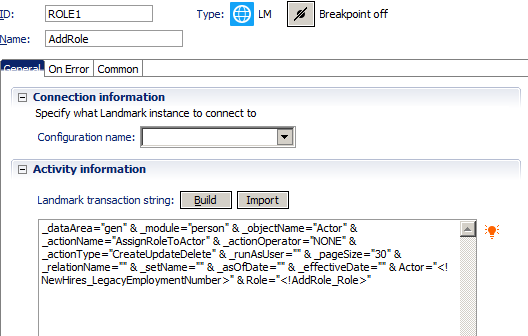 ID: ROLE1 Type: LM Breakpoint off
Name: AddRole
General On Error Common
Connection information
Specify what Landmark instance to connect to
Configuration name:
Activity information
Landmark transaction string: Build Import
_dataArea="gen" & _module="person" & _objectName="Actor" &
_actionName="AssignRoleToActor" & _actionOperator="NONE" &
_actionType="CreateUpdateDelete" & _runAsUser="" & _pageSize="30" &
_relationName="" & _setName="" & _asOfDate="" & _effectiveDate="" & Actor="<!
NewHires_LegacyEmploymentNumber>" & Role="<!AddRole_Role>"